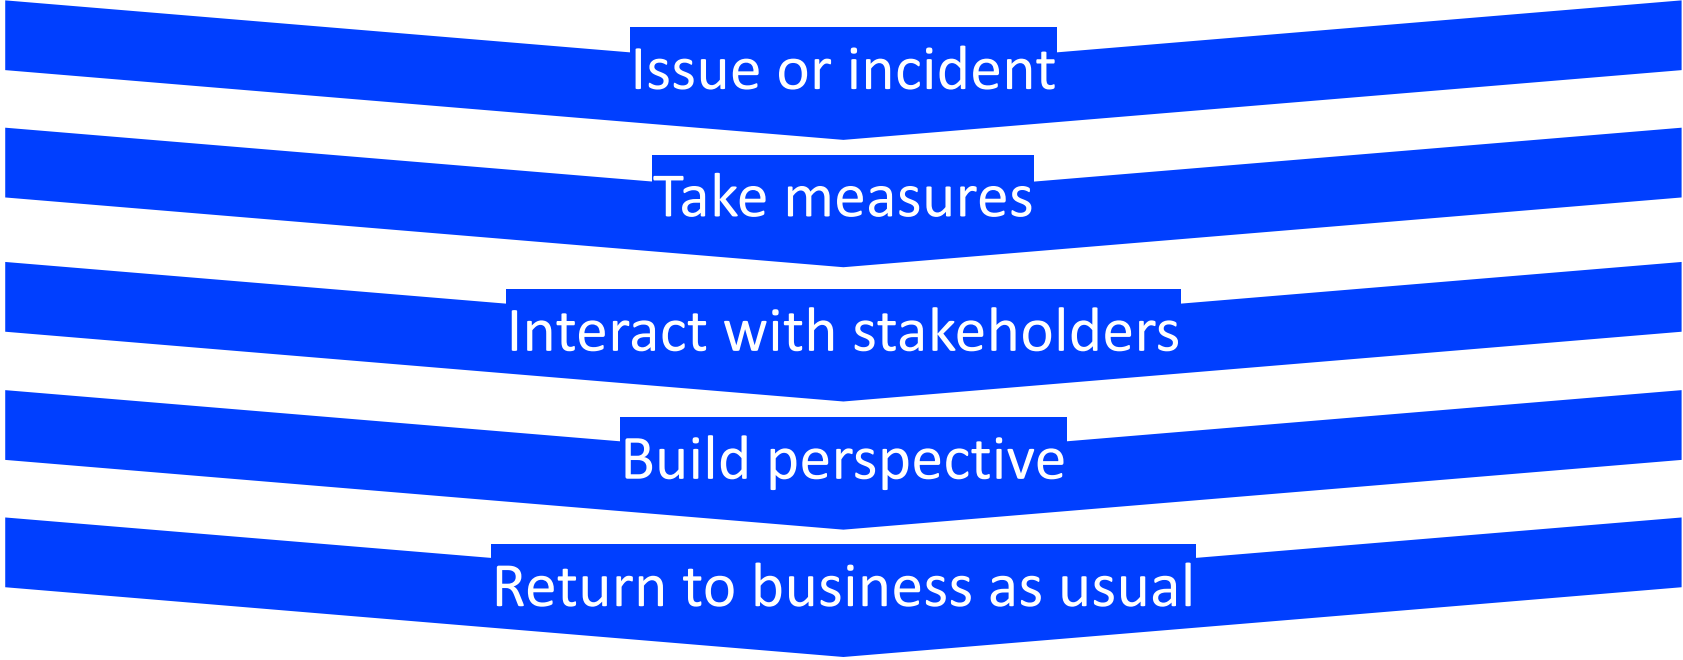 Issue or incident
Take measures
Interact with stakeholders
Build perspective
Return to business as usual